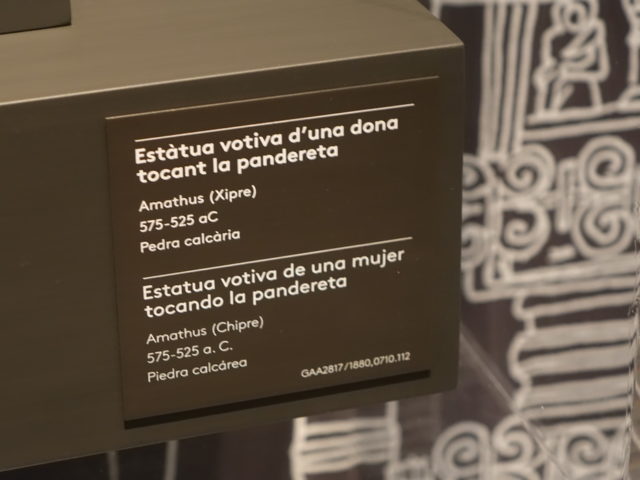 Estàtua votiva d'una dona
tocant la pandereta
Amathus (Xipre)
575-525 aC
Pedra calcària
Estatua votiva de una mujer
tocando la pandereta
Amathus (Chipre)
575-525 a. C.
Piedra calcárea
GAA2817/1880,0710.112